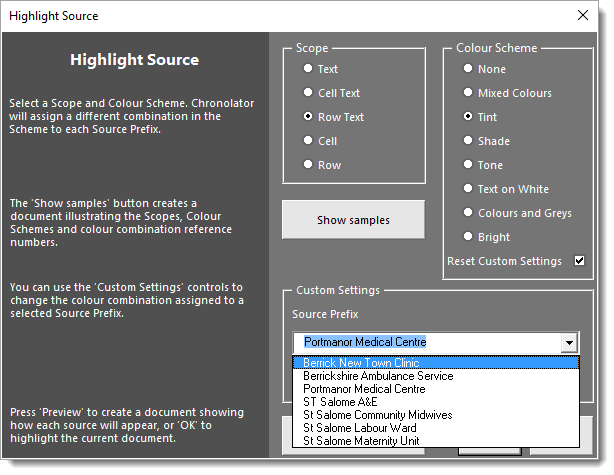 Highlight Source
Highlight Source
Select a Scope and Colour Scheme. Chronolator
will assign a different combination in the
Scheme to each Source Prefix.
The 'Show samples' button creates a
document illustrating the Scopes, Colour
Schemes and colour combination reference
numbers.
You can use the 'Custom Settings' controls to
change the colour combination assigned to a
selected Source Prefix.
Press 'Preview' to create a document showing
how each source will appear, or 'OK' to
highlight the current document.
Scope
Text
Cell Text
Row Text
Cell
Row
Show samples
Colour Scheme
None
Mixed Colours
Tint
Shade
Tone
Text on White
Colours and Greys
Bright
Reset Custom Settings
Custom Settings
Source Prefix
Portmanor Medical Centre
Berrick New Town Clinic
Berrickshire Ambulance Service
Portmanor Medical Centre
ST Salome A&E
St Salome Community Midwives
St Salome Labour Ward
St Salome Maternity Unit